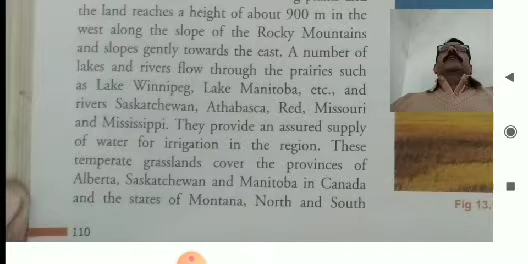 the land reaches a height of about 900 m in the
west along the slope of the Rocky Mountains
and slopes gently towards the east. A number of
lakes and rivers flow through the prairies such
as Lake Winnipeg, Lake Manitoba, etc., and
rivers Saskatchewan, Athabasca, Red, Missouri
and Mississippi. They provide an assured supply
of water for irrigation in the region. These
temperate grasslands cover the provinces of
Alberta, Saskatchewan and Manitoba in Canada
and the states of Montana, North and South
Fig 13.
110